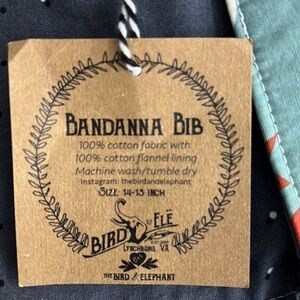 BANDANNA BIB
100% cotton fabric with
100% cotton flannel lining
Machine wash/tumble dry
Instagram: thebirdandelephant
SIZE: 14-15 INCH
BIRD & ELE
LYNCHBURG, VA
THE BIRD & ELEPHANT